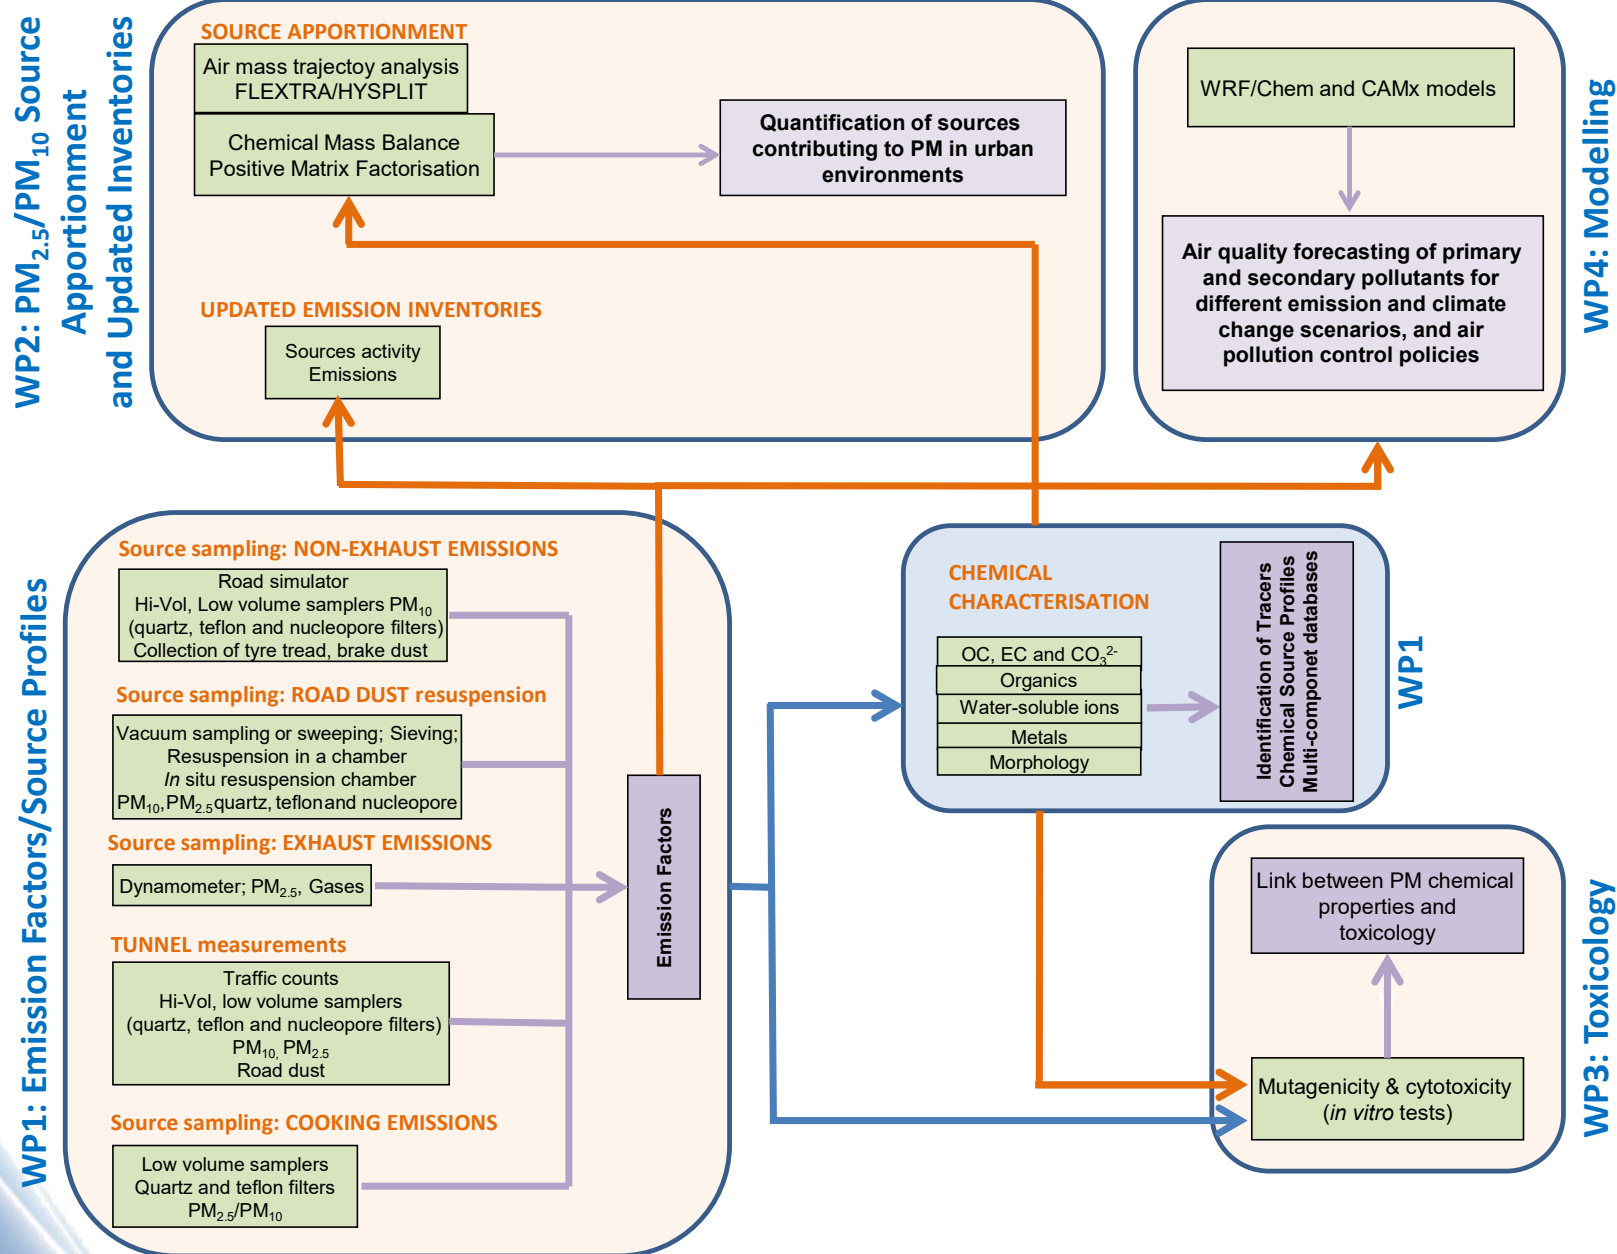 WP2: PM2.5/PM10 Source
Apportionment
and Updated Inventories
SOURCE APPORTIONMENT
Air mass trajectoy analysis
FLEXTRA/HYSPLIT
Chemical Mass Balance
Positive Matrix Factorisation
Quantification of sources
contributing to PM in urban
environments
UPDATED EMISSION INVENTORIES
Sources activity
Emissions
WP4: Modelling
WRF/Chem and CAMx models
Air quality forecasting of primary
and secondary pollutants for
different emission and climate
change scenarios, and air
pollution control policies
WP1: Emission Factors/Source Profiles
Source sampling: NON-EXHAUST EMISSIONS
Road simulator
Hi-Vol, Low volume samplers PM10
(quartz, teflon and nucleopore filters)
Collection of tyre tread, brake dust
Source sampling: ROAD DUST resuspension
Vacuum sampling or sweeping; Sieving;
Resuspension in a chamber
In situ resuspension chamber
PM10, PM2.5 quartz, teflon and nucleopore
Source sampling: EXHAUST EMISSIONS
Dynamometer; PM2.5, Gases
TUNNEL measurements
Traffic counts
Hi-Vol, low volume samplers
(quartz, teflon and nucleopore filters)
PM10, PM2.5
Road dust
Source sampling: COOKING EMISSIONS
Low volume samplers
Quartz and teflon filters
PM2.5/PM10
Emission Factors
WP1
CHEMICAL
CHARACTERISATION
OC, EC and CO3 2-
Organics
Water-soluble ions
Metals
Morphology
Identification of Tracers
Chemical Source Profiles
Multi-componet databases
WP3: Toxicology
Link between PM chemical
properties and
toxicology
Mutagenicity & cytotoxicity
(in vitro tests)